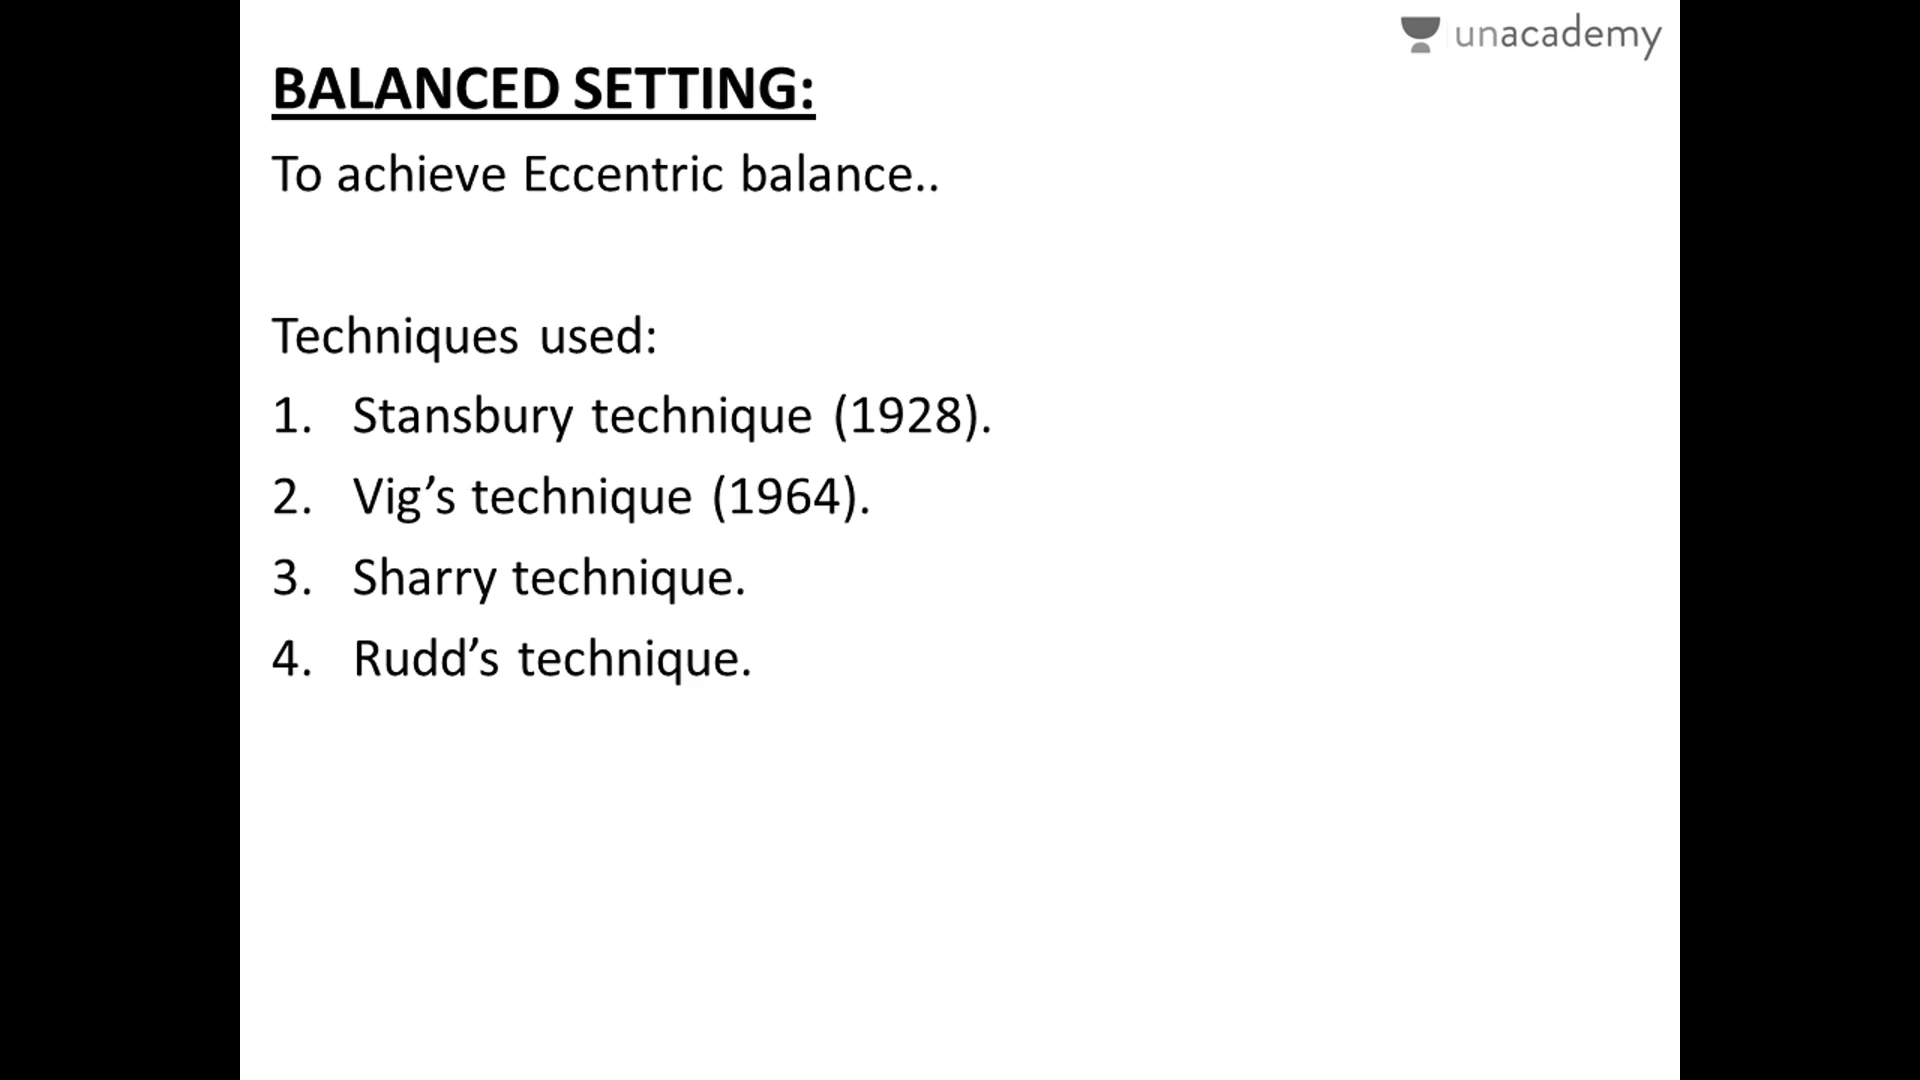 unacademy
BALANCED SETTING:
To achieve Eccentric balance..
Techniques used:
1. Stansbury technique (1928).
2. Vig’s technique (1964).
3. Sharry technique.
4. Rudd’s technique.